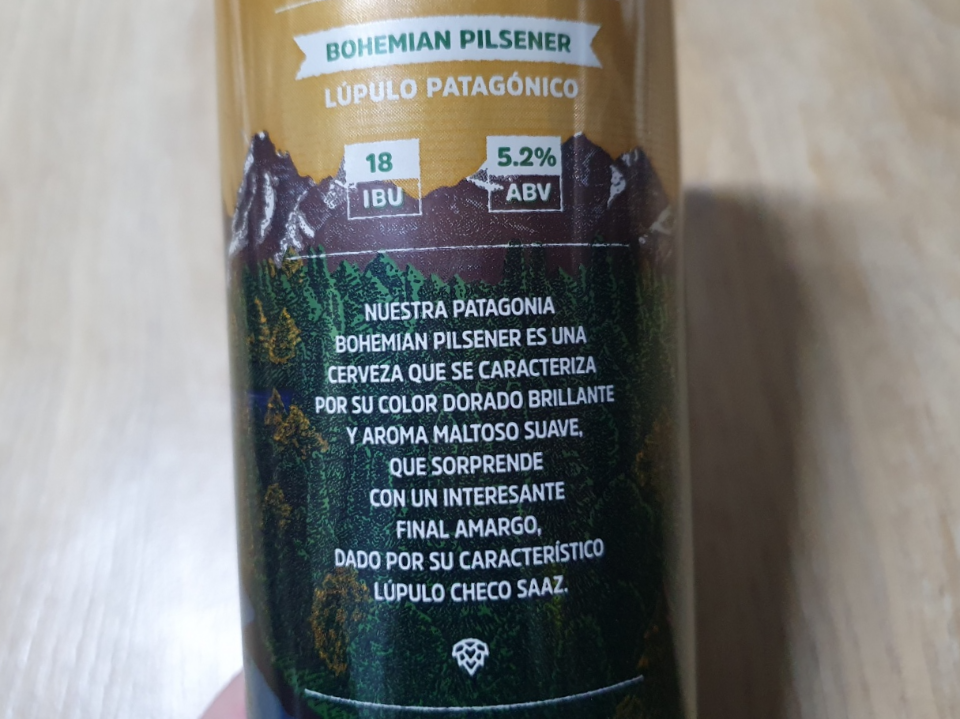 BOHEMIAN PILSENER
LÚPULO PATAGÓNICO
18 5.2%
IBU ABV
NUESTRA PATAGONIA
BOHEMIAN PILSENER ES UNA
CERVEZA QUE SE CARACTERIZA
POR SU COLOR DORADO BRILLANTE
Y AROMA MALTOSO SUAVE,
QUE SORPRENDE
CON UN INTERESANTE
FINAL AMARGO,
DADO POR SU CARACTERÍSTICO
LÚPULO CHECO SAAZ.